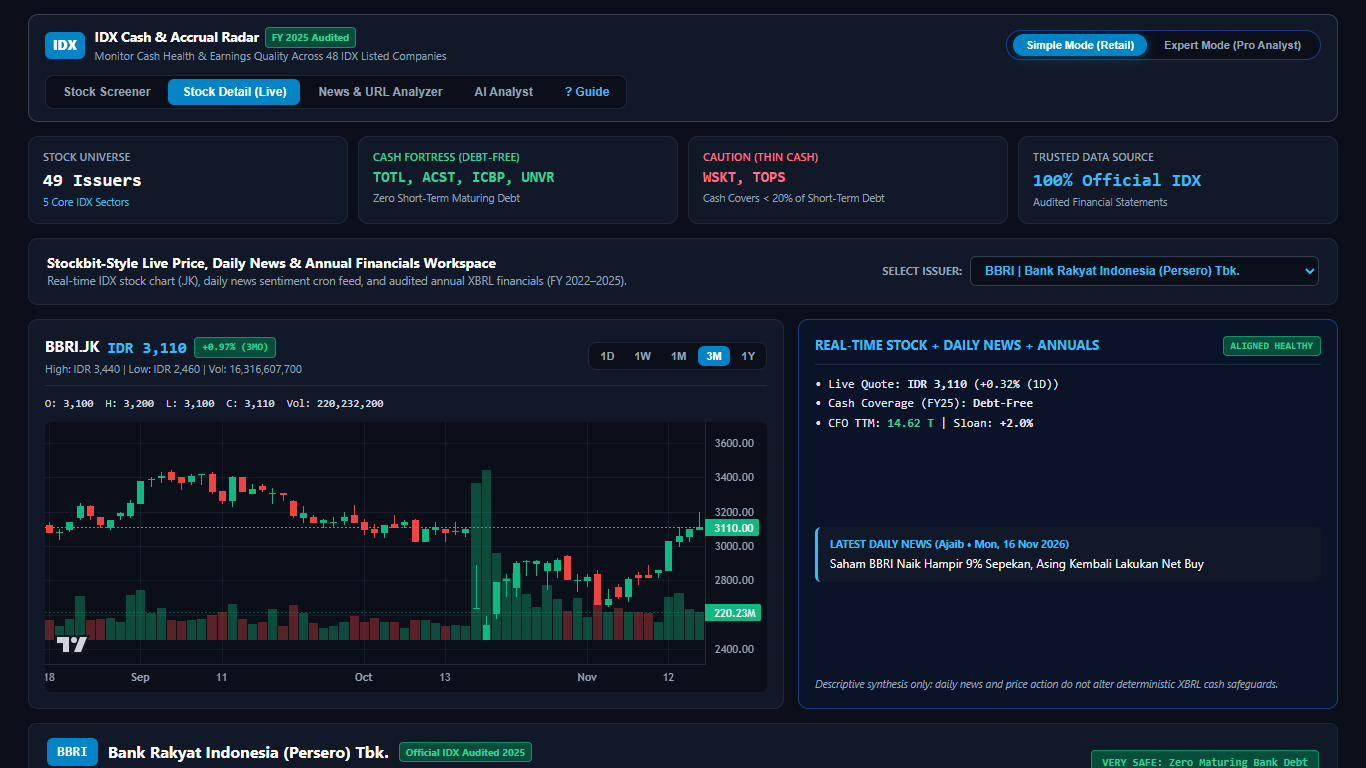 IDX
IDX Cash & Accrual Radar FY 2025 Audited
Monitor Cash Health & Earnings Quality Across 48 IDX Listed Companies
Simple Mode (Retail) Expert Mode (Pro Analyst)
Stock Screener Stock Detail (Live) News & URL Analyzer AI Analyst ? Guide
STOCK UNIVERSE
49 Issuers
5 Core IDX Sectors
CASH FORTRESS (DEBT-FREE)
TOTL, ACST, ICBP, UNVR
Zero Short-Term Maturing Debt
CAUTION (THIN CASH)
WSKT, TOPS
Cash Covers < 20% of Short-Term Debt
TRUSTED DATA SOURCE
100% Official IDX
Audited Financial Statements
Stockbit-Style Live Price, Daily News & Annual Financials Workspace
Real-time IDX stock chart (.JK), daily news sentiment cron feed, and audited annual XBRL financials (FY 2022–2025).
SELECT ISSUER: BBRI | Bank Rakyat Indonesia (Persero) Tbk.
BBRI.JK IDR 3,110 +0.97% (3MO)
High: IDR 3,440 | Low: IDR 2,460 | Vol: 16,316,607,700
1D 1W 1M 3M 1Y
O: 3,100 H: 3,200 L: 3,100 C: 3,110 Vol: 220,232,200
3600.00
3400.00
3200.00
3110.00
3000.00
2800.00
220.23M
2400.00
18 Sep 11 Oct 13 Nov 12
REAL-TIME STOCK + DAILY NEWS + ANNUALS
ALIGNED HEALTHY
• Live Quote: IDR 3,110 (+0.32% (1D))
• Cash Coverage (FY25): Debt-Free
• CFO TTM: 14.62 T | Sloan: +2.0%
LATEST DAILY NEWS (Ajaib • Mon, 16 Nov 2026)
Saham BBRI Naik Hampir 9% Sepekan, Asing Kembali Lakukan Net Buy
Descriptive synthesis only: daily news and price action do not alter deterministic XBRL cash safeguards.
BBRI Bank Rakyat Indonesia (Persero) Tbk. Official IDX Audited 2025
VERY SAFE: Zero Maturing Bank Debt